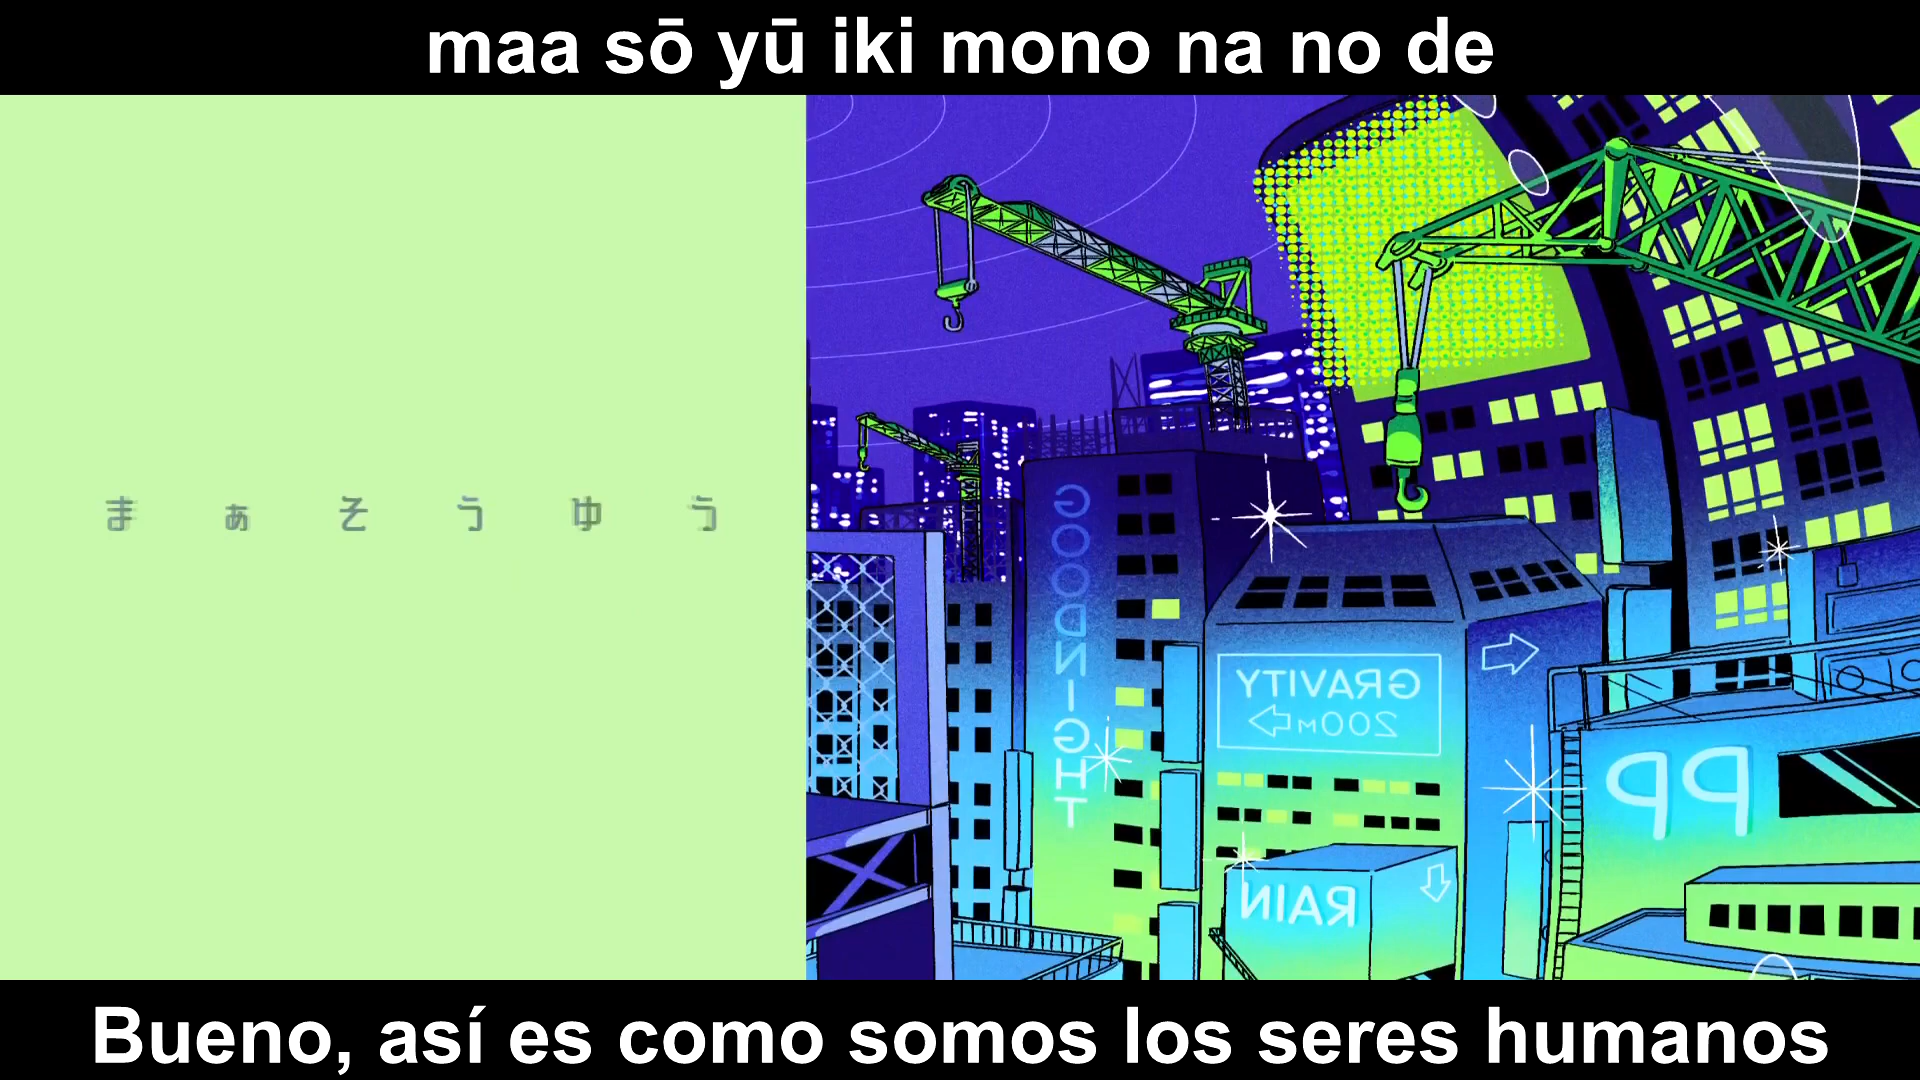 maa sō yū iki mono na no de
まぁそうゆう
GOODNIGHT
GRAVITY
200m
RAIN
PP
Bueno, así es como somos los seres humanos